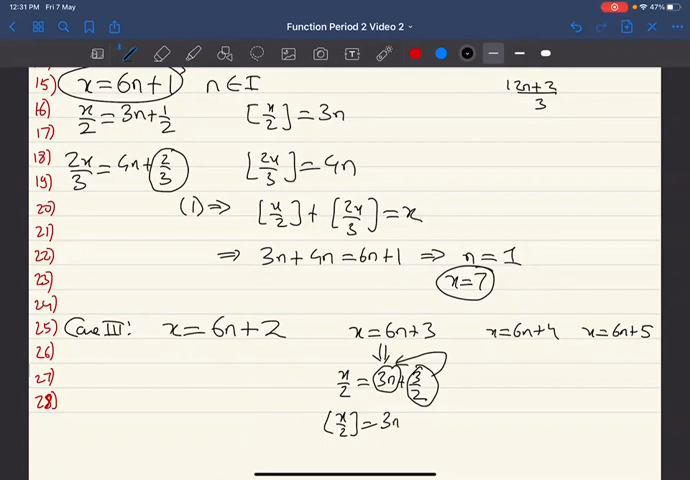 12:31 PM Fri 7 May
47%
Function Period 2 Video 2
15) x = 6n+1 n ∈ I
12n+2/3
16) x/2 = 3n+1/2 [x/2] = 3n
17)
18) 2x/3 = 4n+2/3 [2x/3] = 4n
19)
20) (1) ⇒ [x/2] + [2x/3] = x
21)
22) ⇒ 3n+4n = 6n+1 ⇒ n = 1
23) x=7
24)
25) Case III: x = 6n+2 x = 6n+3 x=6n+4 x=6n+5
26) ⇓
27) x/2 = 3n+3/2
28) [x/2] = 3n